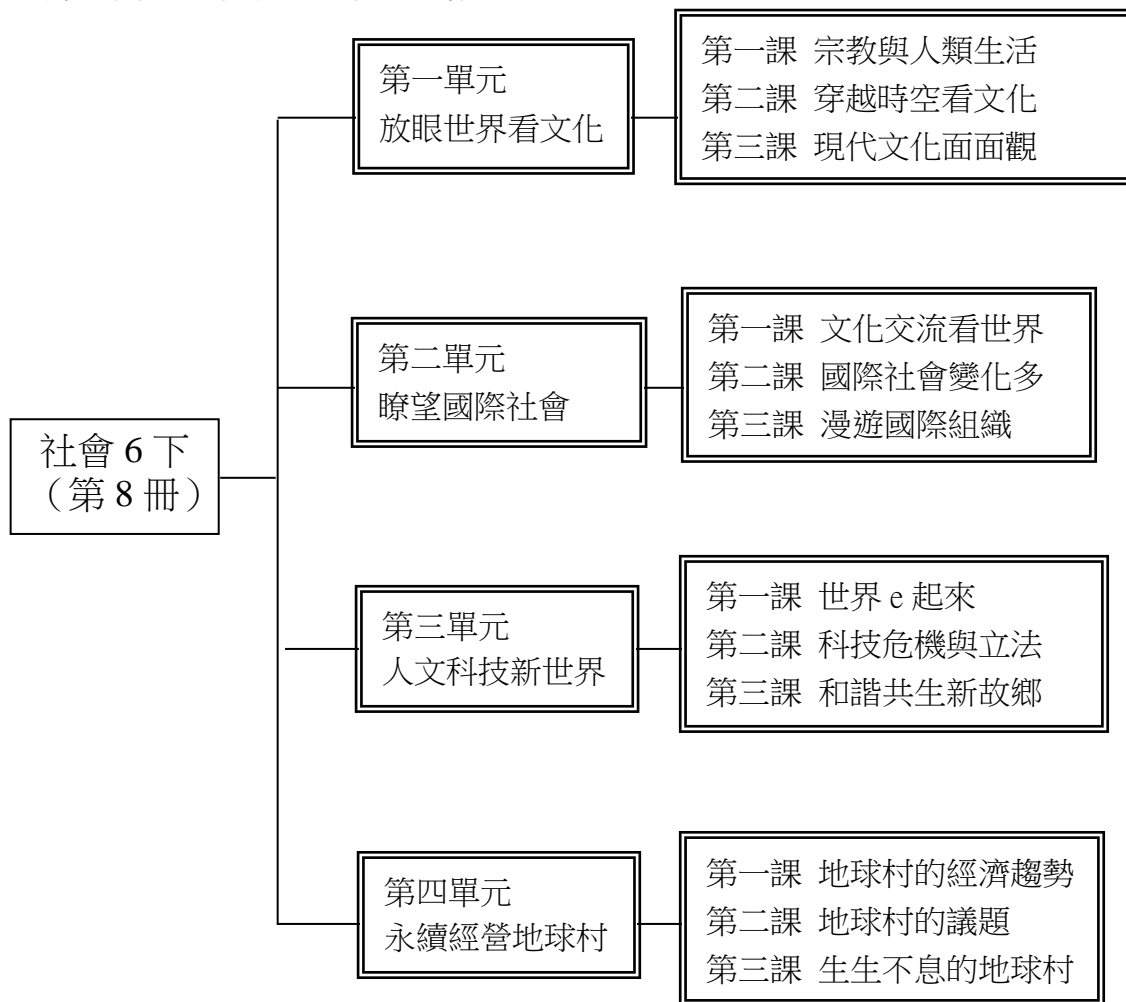 社會 6 下
（第 8 冊）
第一單元
放眼世界看文化
第一課 宗教與人類生活
第二課 穿越時空看文化
第三課 現代文化面面觀
第二單元
瞭望國際社會
第一課 文化交流看世界
第二課 國際社會變化多
第三課 漫遊國際組織
第三單元
人文科技新世界
第一課 世界 e 起來
第二課 科技危機與立法
第三課 和諧共生新故鄉
第四單元
永續經營地球村
第一課 地球村的經濟趨勢
第二課 地球村的議題
第三課 生生不息的地球村